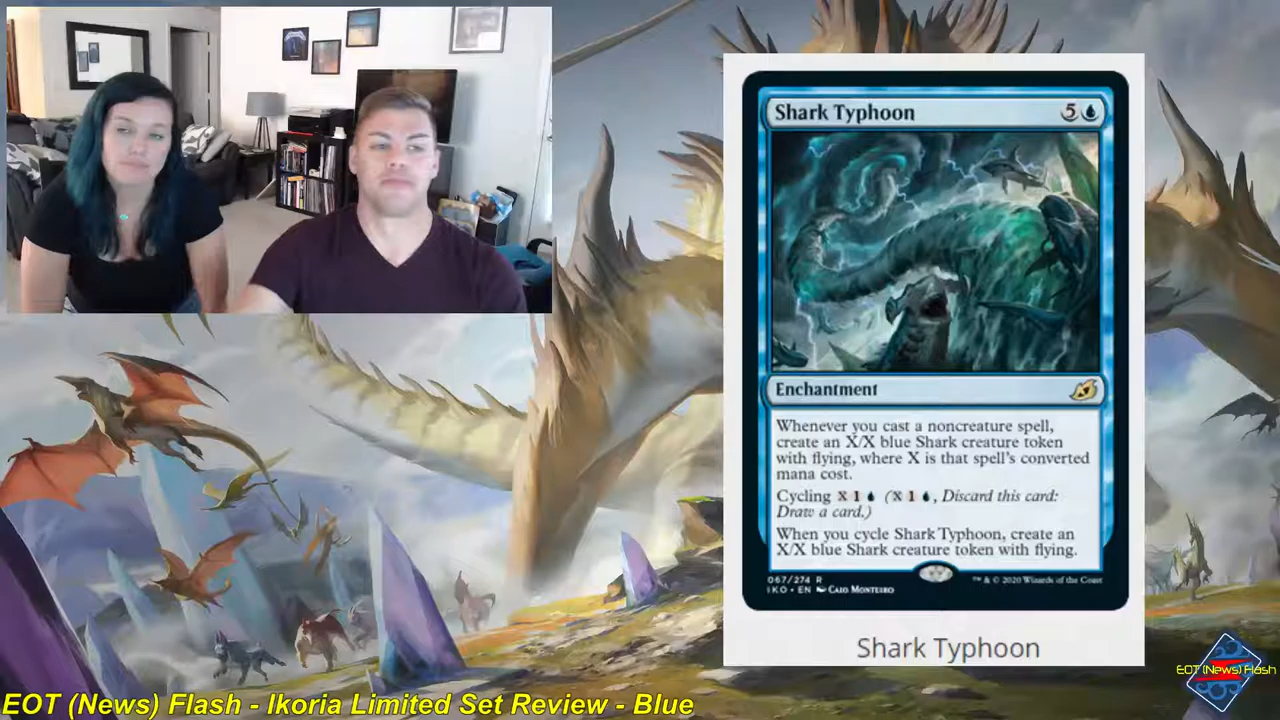 Shark Typhoon 5
Enchantment
Whenever you cast a noncreature spell,
create an X/X blue Shark creature token
with flying, where X is that spell's converted
mana cost.
Cycling X 1 (X 1 , Discard this card:
Draw a card.)
When you cycle Shark Typhoon, create an
X/X blue Shark creature token with flying.
067/274 R
IKO • EN CAIO MONTEIRO
™ & © 2020 Wizards of the Coast
Shark Typhoon
EOT (News) Flash
EOT (News) Flash - Ikoria Limited Set Review - Blue